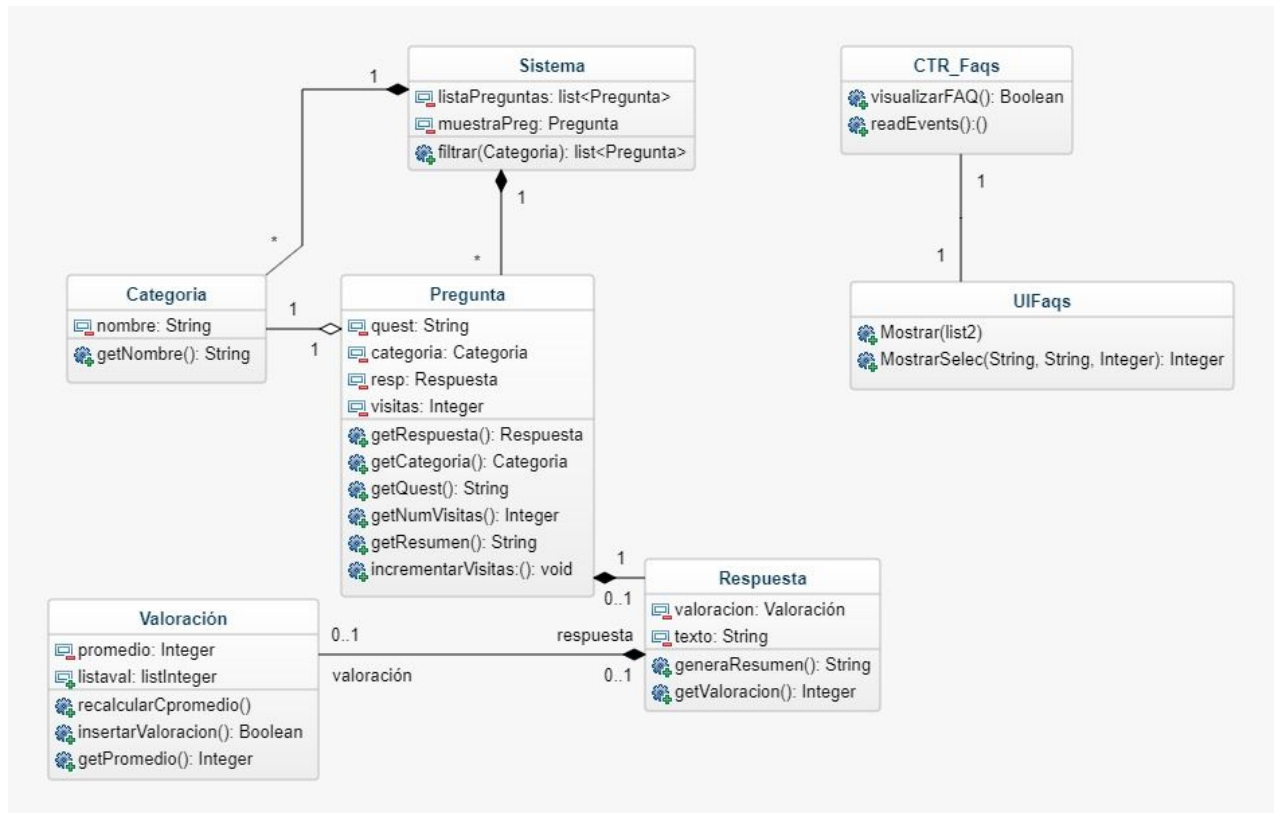 Sistema
listaPreguntas: list<Pregunta>
muestraPreg: Pregunta
filtrar(Categoria): list<Pregunta>
1
1
*
*
CTR_Faqs
visualizarFAQ(): Boolean
readEvents():()
1
1
UIFaqs
Mostrar(list2)
MostrarSelec(String, String, Integer): Integer
Categoria
nombre: String
getNombre(): String
1
1
Pregunta
quest: String
categoria: Categoria
resp: Respuesta
visitas: Integer
getRespuesta(): Respuesta
getCategoria(): Categoria
getQuest(): String
getNumVisitas(): Integer
getResumen(): String
incrementarVisitas:(): void
1
0..1
Respuesta
valoracion: Valoración
texto: String
generaResumen(): String
getValoracion(): Integer
Valoración
promedio: Integer
listaval: listInteger
recalcularCpromedio()
insertarValoracion(): Boolean
getPromedio(): Integer
0..1
valoración
respuesta
0..1